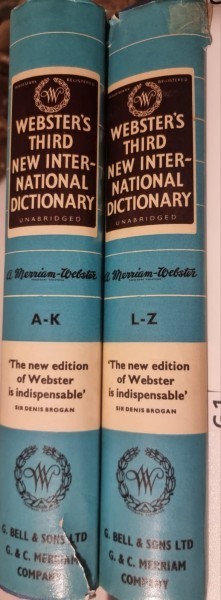 WEBSTER'S
THIRD
NEW INTER-
NATIONAL
DICTIONARY
UNABRIDGED
a Merriam-Webster
A-K
'The new edition
of Webster
is indispensable'
SIR DENIS BROGAN
W
G. BELL & SONS LTD
G. & C. MERRIAM
COMPANY
REGISTERED
W
WEBSTER'S
THIRD
NEW INTER-
NATIONAL
DICTIONARY
UNABRIDGED
a Merriam-Webster
L-Z
'The new edition
of Webster
is indispensable'
SIR DENIS BROGAN
W
G. BELL & SONS LTD
G. & C. MERRIAM
COMPANY